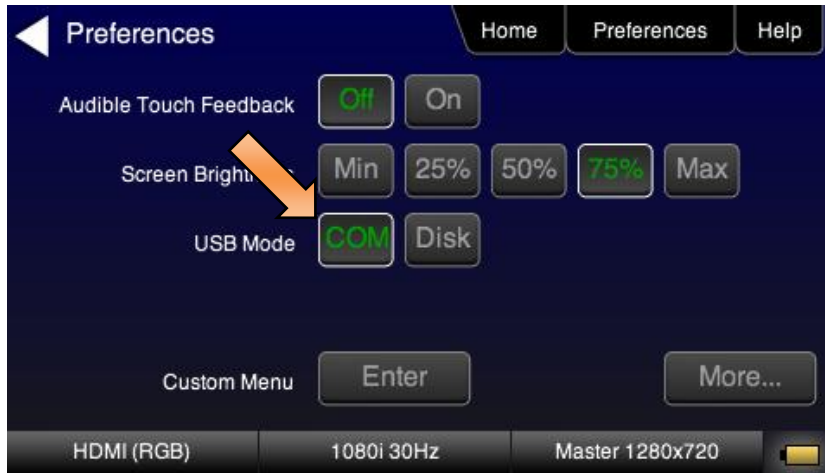 Preferences Home Preferences Help
Audible Touch Feedback Off On
Screen Min 25% 50% 75% Max
USB Mode COM Disk
Custom Menu Enter More...
HDMI (RGB) 1080i 30Hz Master 1280x720